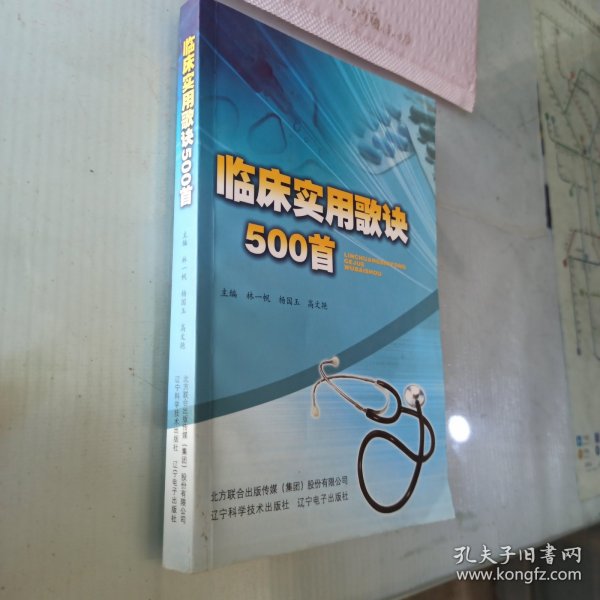 临床实用歌诀500首
主编 林一帆 杨国玉 高文艳
北方联合出版传媒(集团)股份有限公司
辽宁科学技术出版社 辽宁电子出版社
临床实用歌诀
500首
LINCHUANGSHIYONG
GEJUE
WUBAISHOU
主编 林一帆 杨国玉 高文艳
北方联合出版传媒(集团)股份有限公司
辽宁科学技术出版社 辽宁电子出版社
孔夫子旧书网
www.kongfz.com